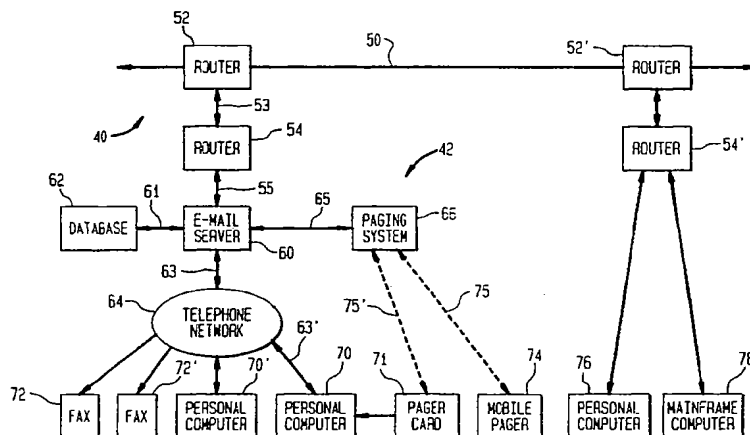 52
50
52'
ROUTER
ROUTER
53
40
ROUTER
54
42
ROUTER
54'
62
61
55
65
DATABASE
E-MAIL
SERVER
PAGING
SYSTEM
66
60
63
64
75'
75
TELEPHONE
NETWORK
63'
72
72'
70'
70
71
74
76
78
FAX
FAX
PERSONAL
COMPUTER
PERSONAL
COMPUTER
PAGER
CARD
MOBILE
PAGER
PERSONAL
COMPUTER
MAINFRAME
COMPUTER